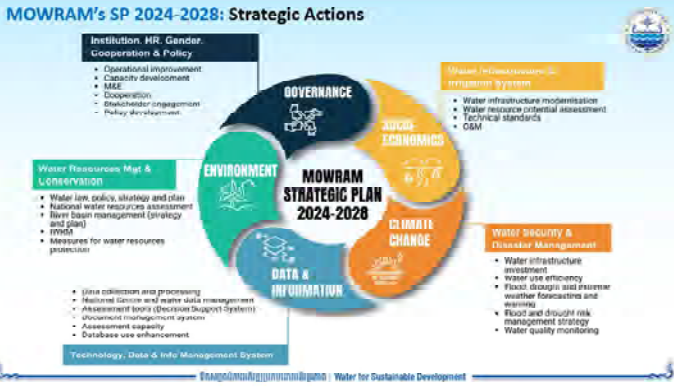 MOWRAM's SP 2024-2028: Strategic Actions
Institution, HR, Gender,
Cooperation & Policy
• Operational improvement
• Capacity development
• M&E
• Cooperation
• Stakeholder engagement
• Policy development
GOVERNANCE
SOCIO-
ECONOMICS
Irrigation System
• Water infrastructure modernisation
• Water resource potential assessment
• Technical standards
• O&M
ENVIRONMENT
MOWRAM
STRATEGIC PLAN
2024-2028
Water Resources Mgt &
Conservation
• Water law, policy, strategy and plan
• National water resources assessment
• River basin management (strategy
and plan)
• IWRM
• Measures for water resources
protection
CLIMATE
CHANGE
Water Security &
Disaster Management
• Water infrastructure
investment
• Water use efficiency
• Flood, drought and extreme
weather forecasting and
warning
• Flood and drought risk
management strategy
• Water quality monitoring
DATA &
INFORMATION
• Data collection and processing
• National Centre and water data management
• Assessment tools (Decision Support System)
• Document management system
• Assessment capacity
• Database use enhancement
Technology, Data & Info Management System
| Water for Sustainable Development